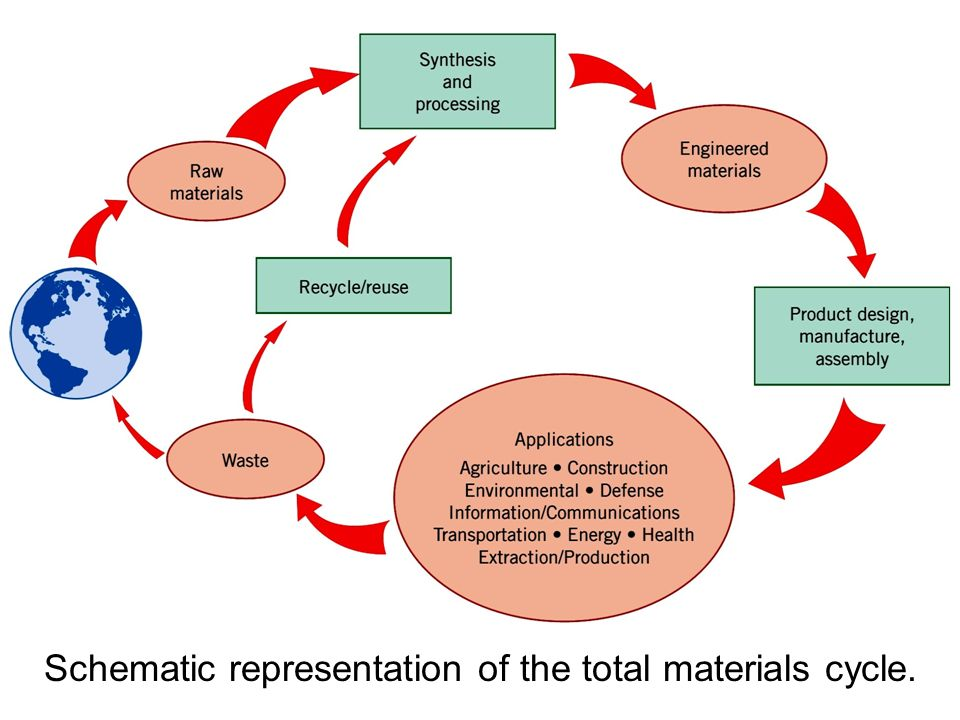 Synthesis
and
processing
Raw
materials
Engineered
materials
Recycle/reuse
Product design,
manufacture,
assembly
Waste
Applications
Agriculture • Construction
Environmental • Defense
Information/Communications
Transportation • Energy • Health
Extraction/Production
Schematic representation of the total materials cycle.